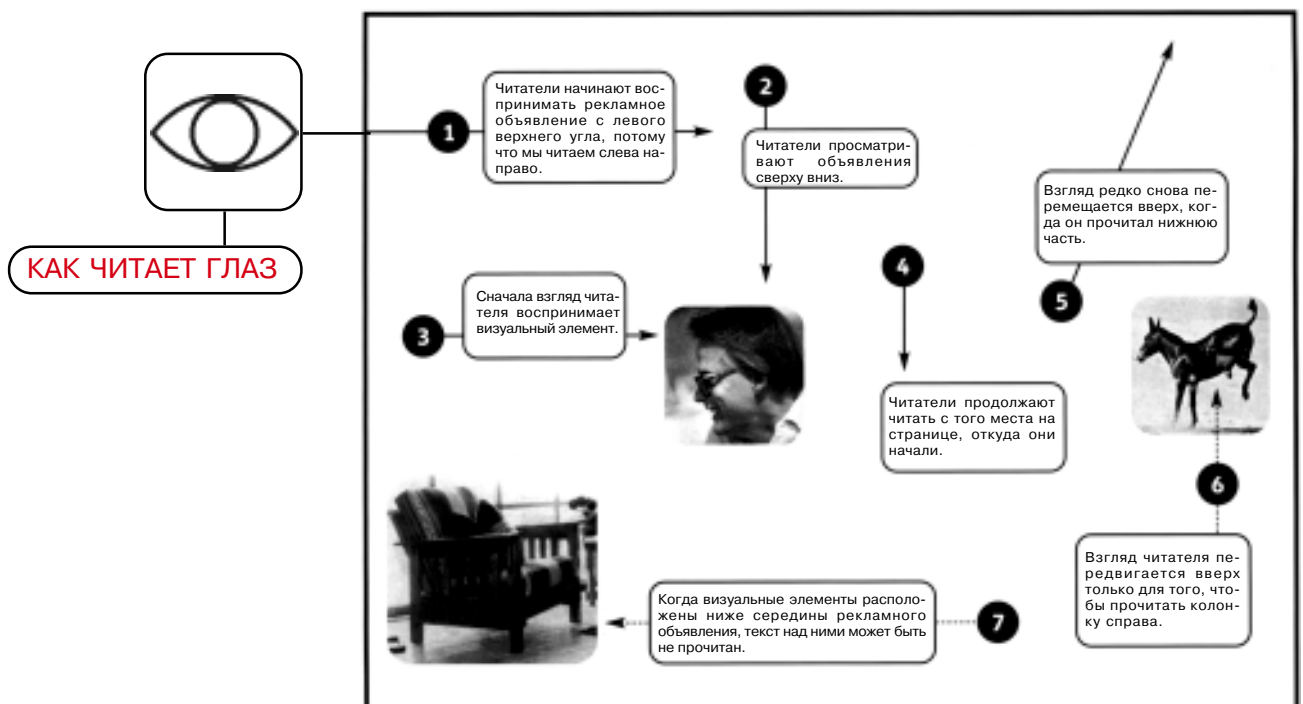 КАК ЧИТАЕТ ГЛАЗ
1
Читатели начинают вос-
принимать рекламное
объявление с левого
верхнего угла, потому
что мы читаем слева на-
право.
2
Читатели просматри-
вают объявления
сверху вниз.
3
Сначала взгляд чита-
теля воспринимает
визуальный элемент.
4
Читатели продолжают
читать с того места на
странице, откуда они
начали.
5
Взгляд редко снова пе-
ремещается вверх, ког-
да он прочитал нижнюю
часть.
6
Взгляд читателя пе-
редвигается вверх
только для того, что-
бы прочитать колон-
ку справа.
7
Когда визуальные элементы располо-
жены ниже середины рекламного
объявления, текст над ними может быть
не прочитан.